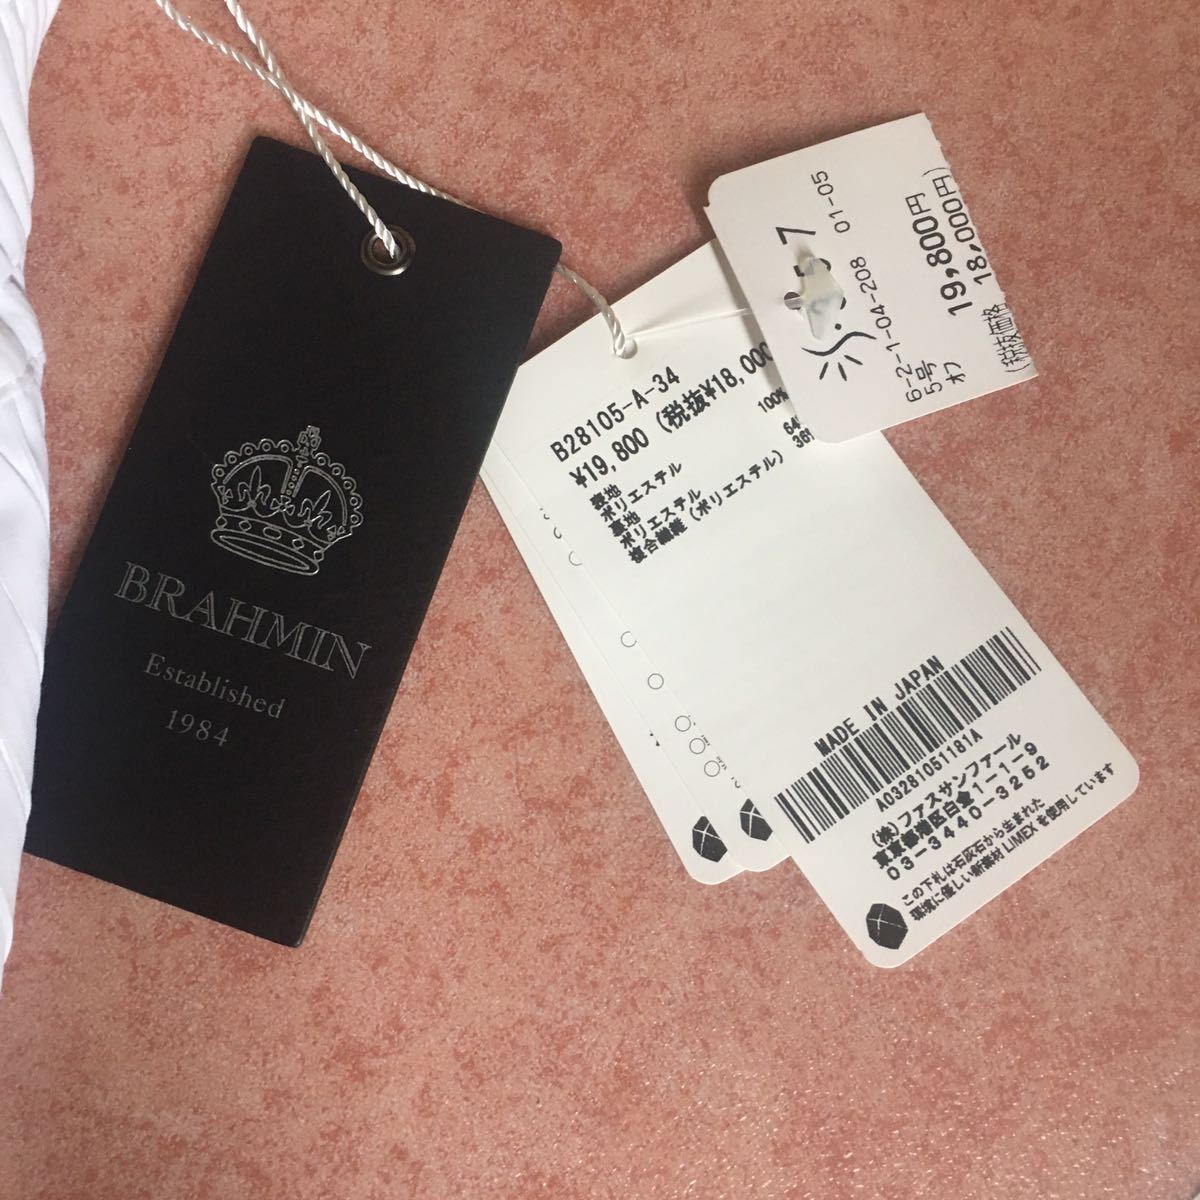 BRAHMIN
Established
1984
B28105-A-34
¥19,800 (税抜¥18,000
表地
ポリエステル 100%
裏地
ポリエステル
複合繊維(ポリエステル)
MADE IN JAPAN
A03281051181A
(株)ファスサンファール
東京都港区白金1-1-9
03-3440-3252
この下札は石灰石から生まれた
環境に優しい新素材 LIMEX を使用しています
6-2-1-04-208 01-05
5号
オフ
19,800円
(税抜価格 18,000円)